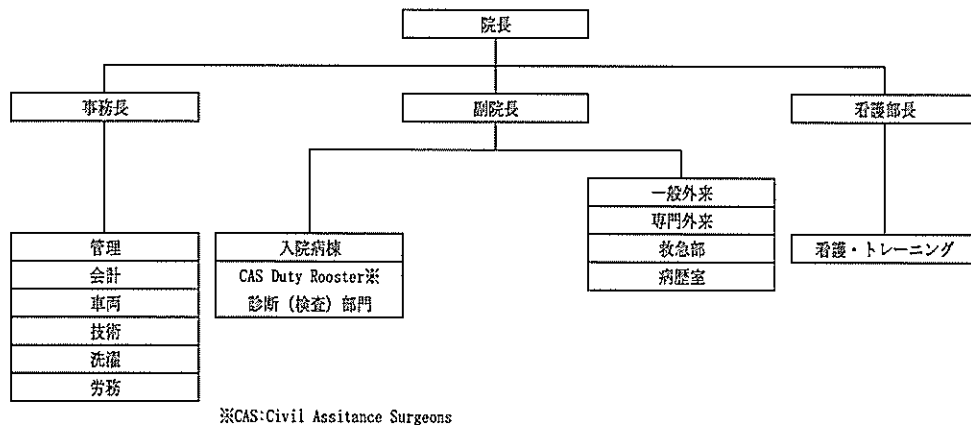 院長
事務長
副院長
看護部長
管理
会計
車両
技術
洗濯
労務
入院病棟
CAS Duty Rooster※
診断（検査）部門
一般外来
専門外来
救急部
病歴室
看護・トレーニング
※CAS:Civil Assitance Surgeons